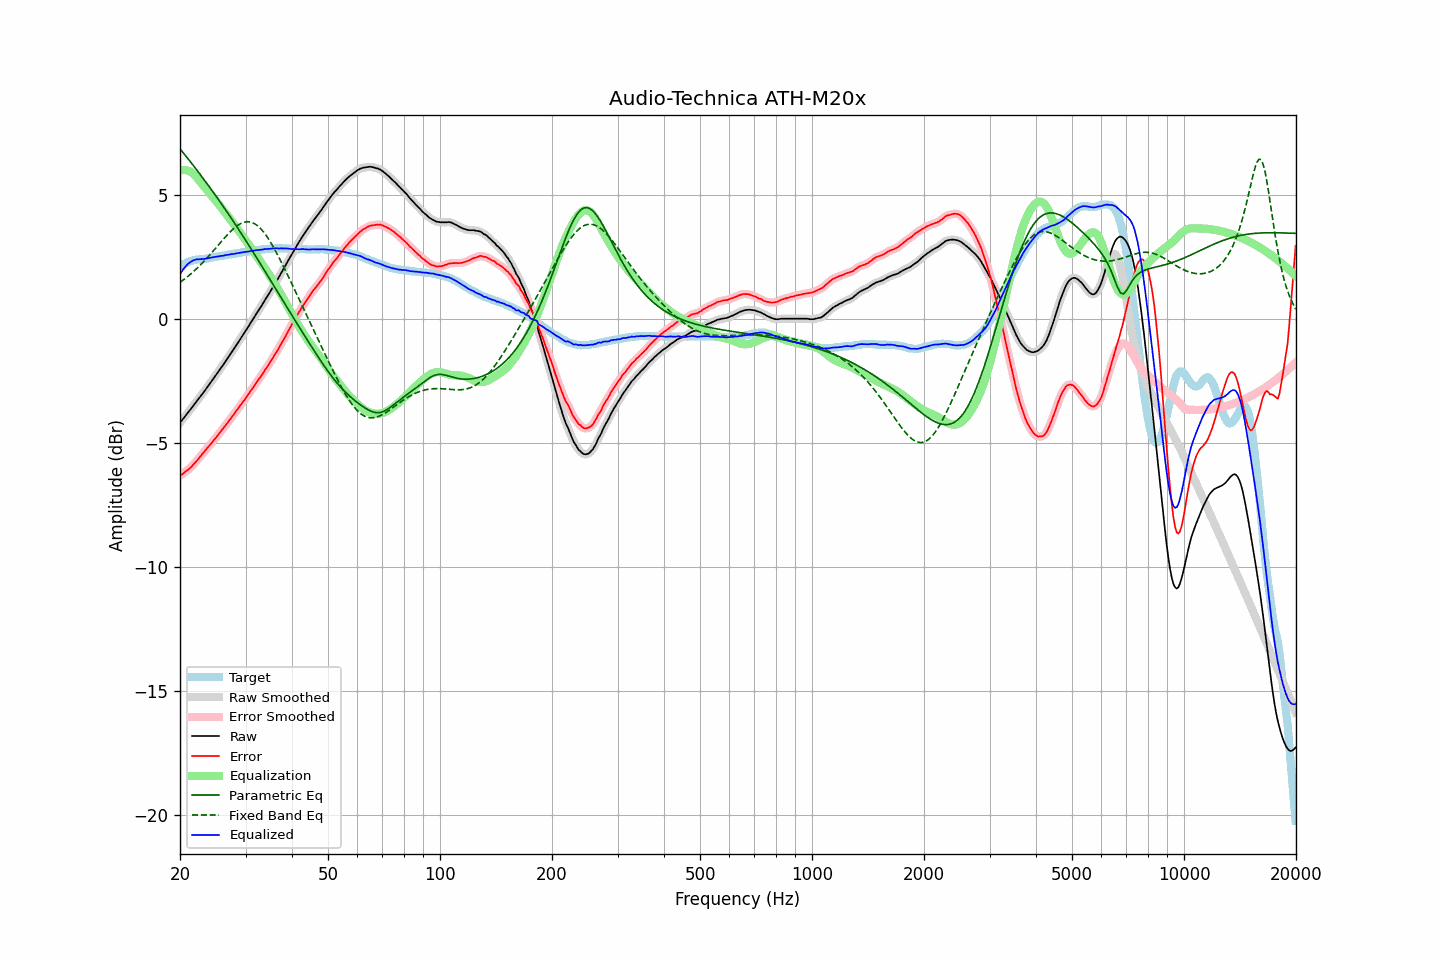 Audio-Technica ATH-M20x
Amplitude (dBr)
5
0
−5
−10
−15
−20
Target
Raw Smoothed
Error Smoothed
Raw
Error
Equalization
Parametric Eq
Fixed Band Eq
Equalized
20 50 100 200 500 1000 2000 5000 10000 20000
Frequency (Hz)